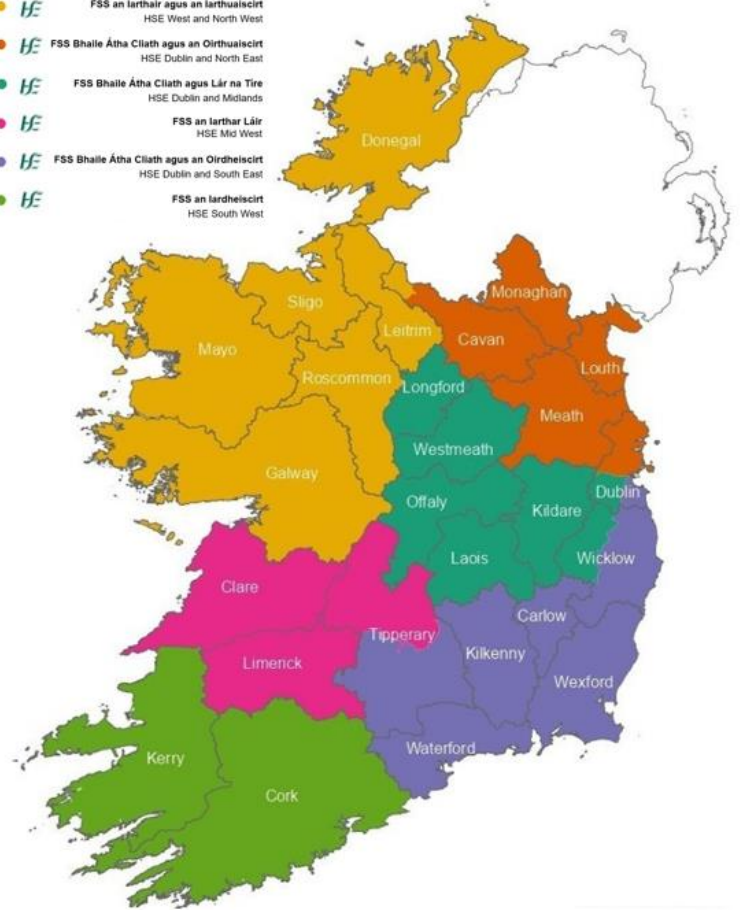 FSS an Iarthair agus an Iarthuaiscirt
HSE West and North West
FSS Bhaile Átha Cliath agus an Oirthuaiscirt
HSE Dublin and North East
FSS Bhaile Átha Cliath agus Lár na Tíre
HSE Dublin and Midlands
FSS an Iarthar Láir
HSE Mid West
FSS Bhaile Átha Cliath agus an Oirdheiscirt
HSE Dublin and South East
FSS an Iardheiscirt
HSE South West
Donegal
Monaghan
Sligo
Leitrim
Cavan
Mayo
Louth
Roscommon
Longford
Meath
Westmeath
Galway
Dublin
Offaly
Kildare
Laois
Wicklow
Clare
Carlow
Tipperary
Kilkenny
Limerick
Wexford
Waterford
Kerry
Cork